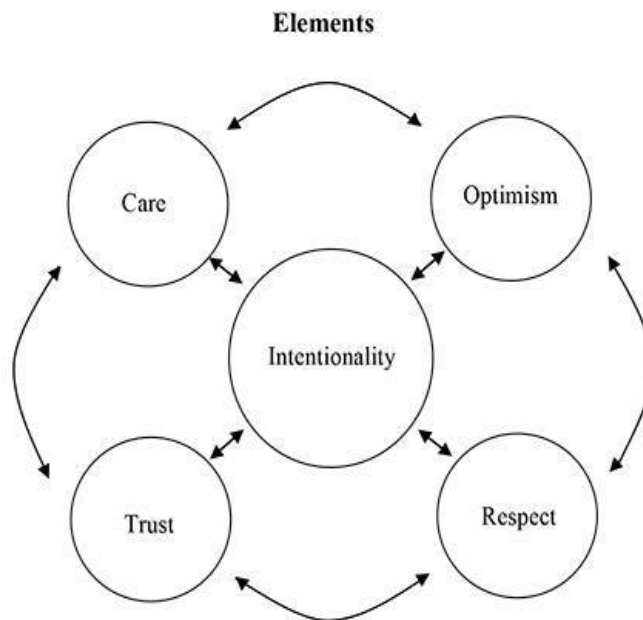 Elements
Care
Optimism
Intentionality
Trust
Respect